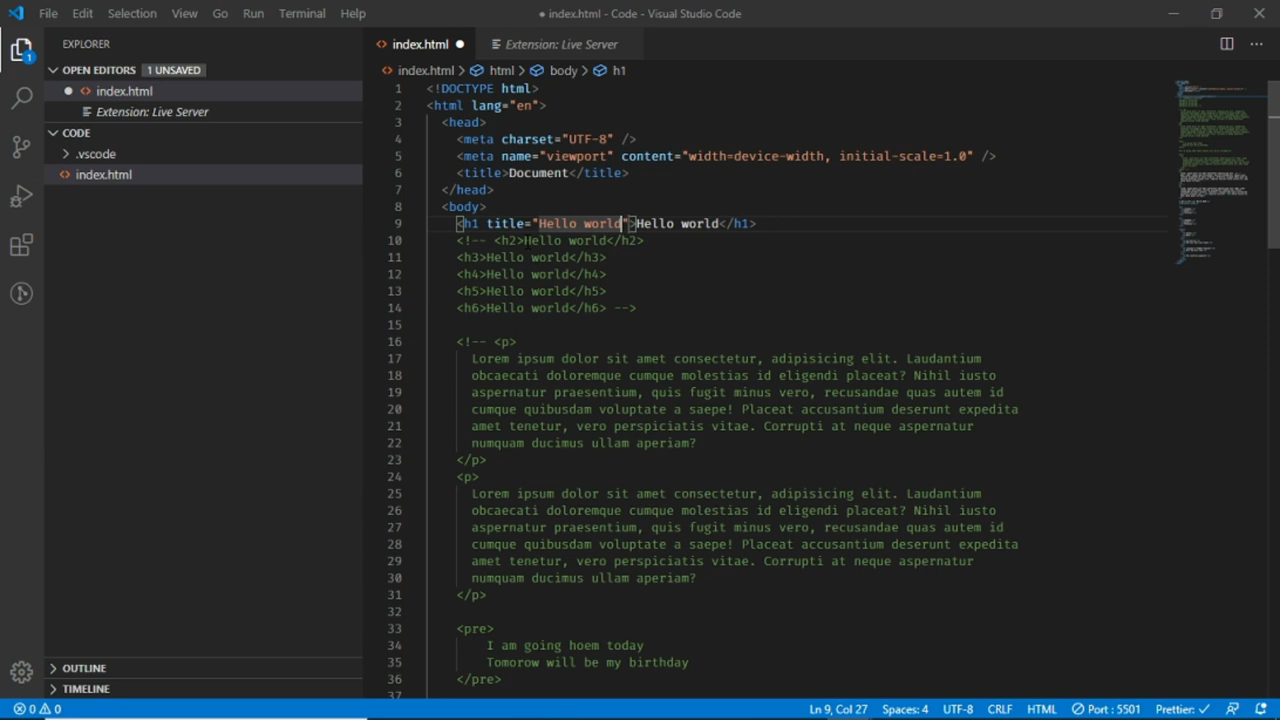 File Edit Selection View Go Run Terminal Help ● index.html - Code - Visual Studio Code
EXPLORER
OPEN EDITORS 1 UNSAVED
index.html
Extension: Live Server
CODE
.vscode
index.html
OUTLINE
TIMELINE
1
index.html Extension: Live Server
index.html > html > body > h1
1 <!DOCTYPE html>
2 <html lang="en">
3 <head>
4 <meta charset="UTF-8" />
5 <meta name="viewport" content="width=device-width, initial-scale=1.0" />
6 <title>Document</title>
7 </head>
8 <body>
9 <h1 title="Hello world">Hello world</h1>
10 <!-- <h2>Hello world</h2>
11 <h3>Hello world</h3>
12 <h4>Hello world</h4>
13 <h5>Hello world</h5>
14 <h6>Hello world</h6> -->
15
16 <!-- <p>
17 Lorem ipsum dolor sit amet consectetur, adipisicing elit. Laudantium
18 obcaecati doloremque cumque molestias id eligendi placeat? Nihil iusto
19 aspernatur praesentium, quis fugit minus vero, recusandae quas autem id
20 cumque quibusdam voluptate a saepe! Placeat accusantium deserunt expedita
21 amet tenetur, vero perspiciatis vitae. Corrupti at neque aspernatur
22 numquam ducimus ullam aperiam?
23 </p>
24 <p>
25 Lorem ipsum dolor sit amet consectetur, adipisicing elit. Laudantium
26 obcaecati doloremque cumque molestias id eligendi placeat? Nihil iusto
27 aspernatur praesentium, quis fugit minus vero, recusandae quas autem id
28 cumque quibusdam voluptate a saepe! Placeat accusantium deserunt expedita
29 amet tenetur, vero perspiciatis vitae. Corrupti at neque aspernatur
30 numquam ducimus ullam aperiam?
31 </p>
32
33 <pre>
34 I am going hoem today
35 Tomorow will be my birthday
36 </pre>
37
0 0 Ln 9, Col 27 Spaces: 4 UTF-8 CRLF HTML Port : 5501 Prettier: ✓